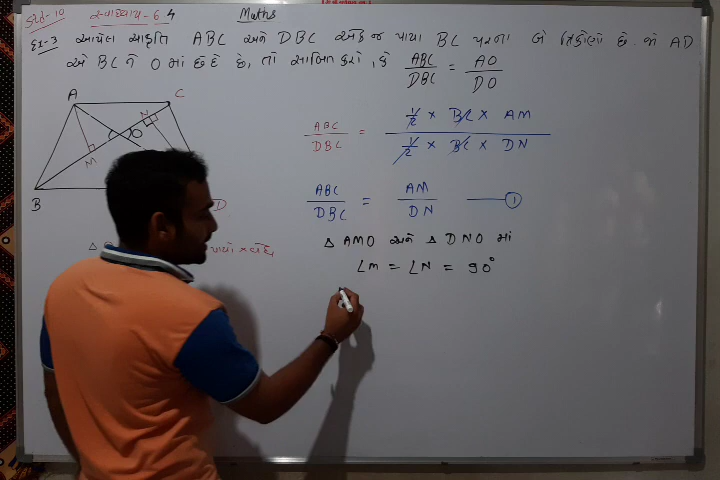 ધોરણ-10 સ્વાધ્યાય-6.4 Maths
Ex-3 આપેલ આકૃતિ ABC અને DBC એક જ પાયા BC પરના બે ત્રિકોણો છે. જો AD
એ BC ને O માં છેદે છે, તો સાબિત કરો, કે ABC/DBC = AO/DO
A
C
N
O
M
B
D
ABC/DBC = 1/2 × BC × AM / 1/2 × BC × DN
ABC/DBC = AM/DN —— 1
Δ
પાયો × વેધ
Δ AMO અને Δ DNO માં
∠M = ∠N = 90°